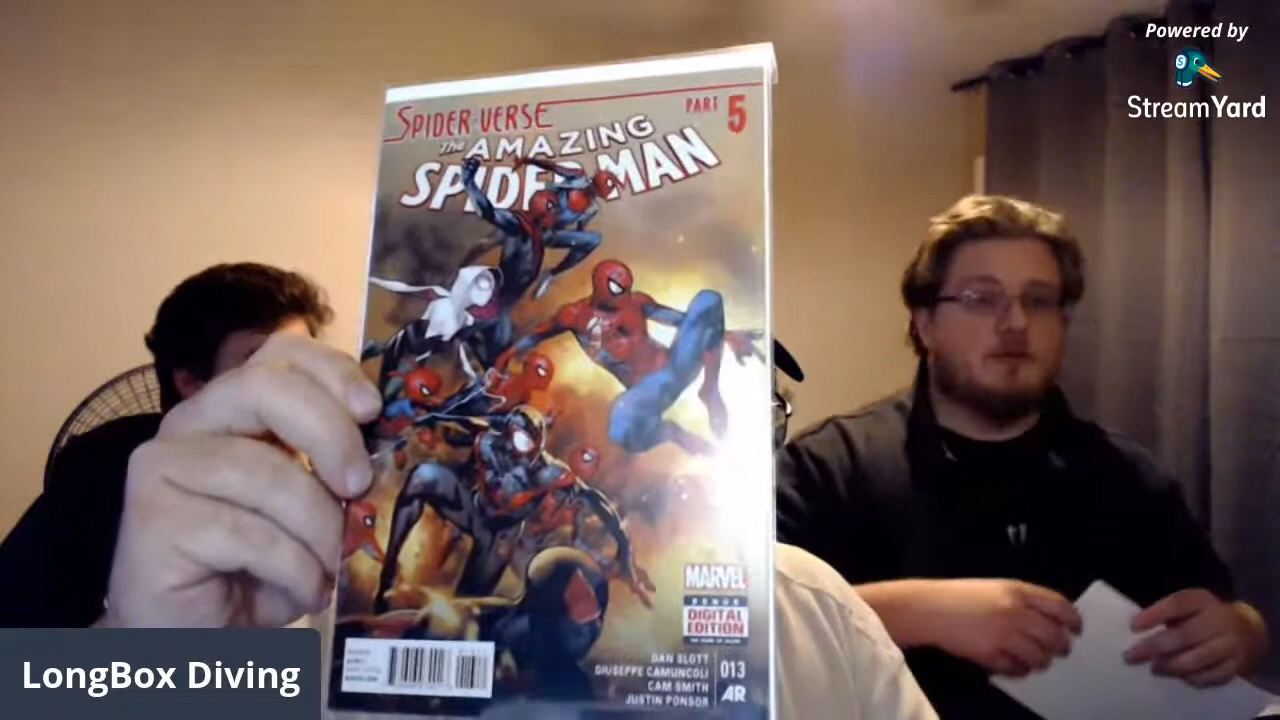 Powered by
StreamYard
SPIDER-VERSE
PART 5
The AMAZING
SPIDER-MAN
MARVEL
BONUS
DIGITAL
EDITION
DAN SLOTT
GIUSEPPE CAMUNCOLI
CAM SMITH
JUSTIN PONSOR
013
AR
LongBox Diving